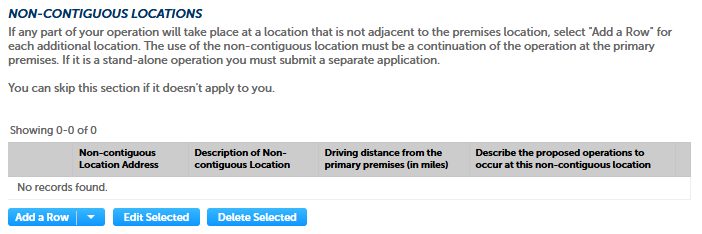 NON-CONTIGUOUS LOCATIONS
If any part of your operation will take place at a location that is not adjacent to the premises location, select "Add a Row" for
each additional location. The use of the non-contiguous location must be a continuation of the operation at the primary
premises. If it is a stand-alone operation you must submit a separate application.
You can skip this section if it doesn't apply to you.
Showing 0-0 of 0
Non-contiguous Location Address
Description of Non-contiguous Location
Driving distance from the primary premises (in miles)
Describe the proposed operations to occur at this non-contiguous location
No records found.
Add a Row
Edit Selected
Delete Selected